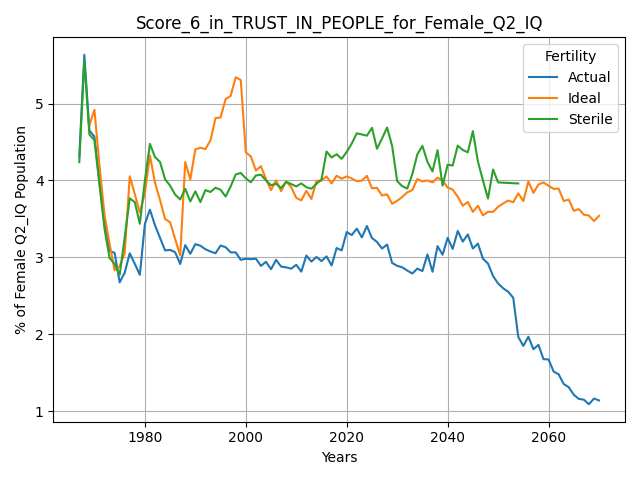 Score_6_in_TRUST_IN_PEOPLE_for_Female_Q2_IQ
Fertility
Actual
Ideal
Sterile
% of Female Q2_IQ Population
5
4
3
2
1
1980 2000 2020 2040 2060
Years